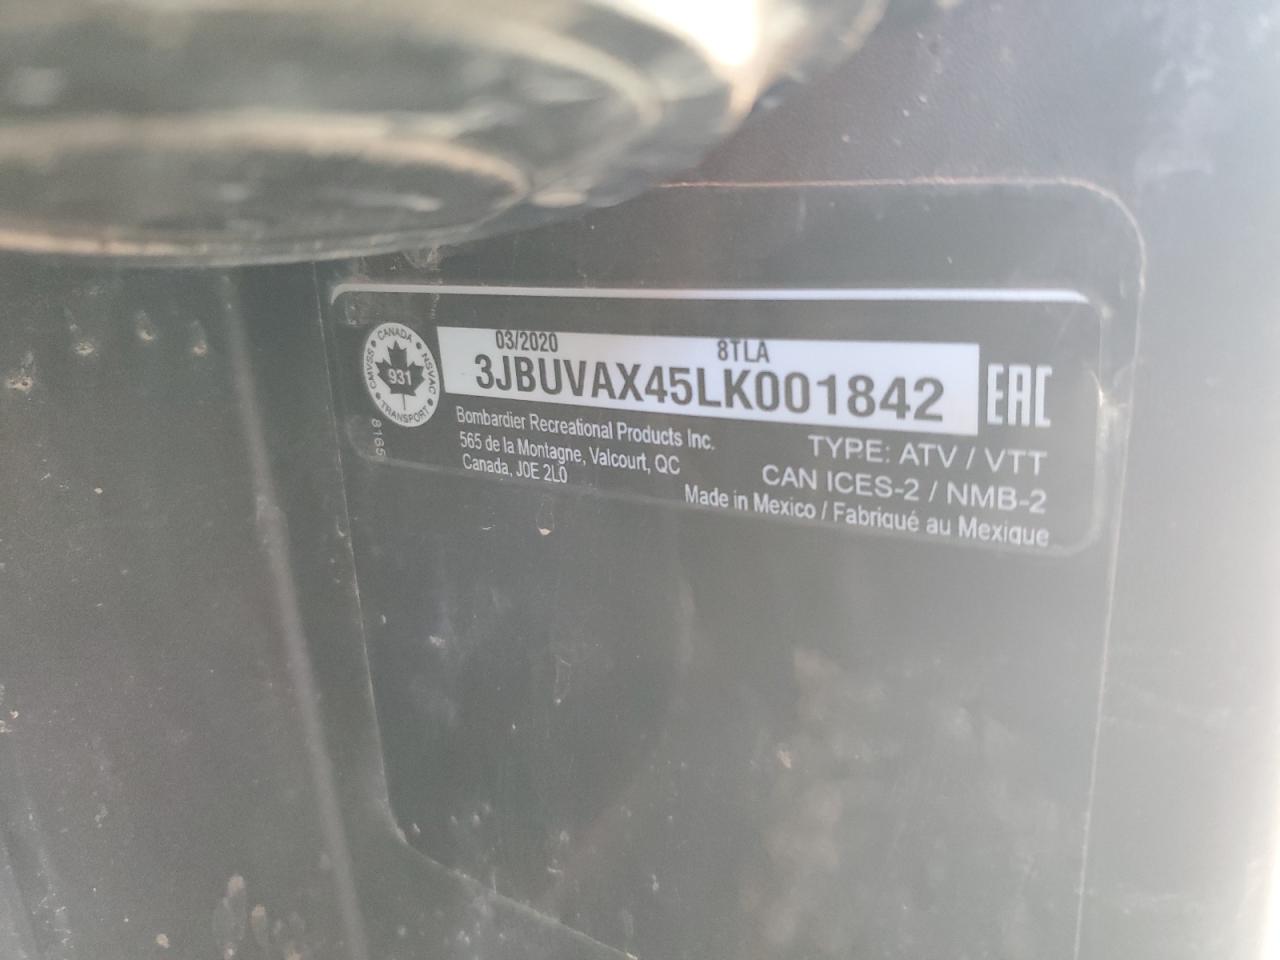 CANADA
CMVSS
NSVAC
931
TRANSPORT
8165
03/2020 8TLA
3JBUVAX45LK001842
EAC
Bombardier Recreational Products Inc.
565 de la Montagne, Valcourt, QC
Canada, J0E 2L0
TYPE: ATV / VTT
CAN ICES-2 / NMB-2
Made in Mexico / Fabriqué au Mexique